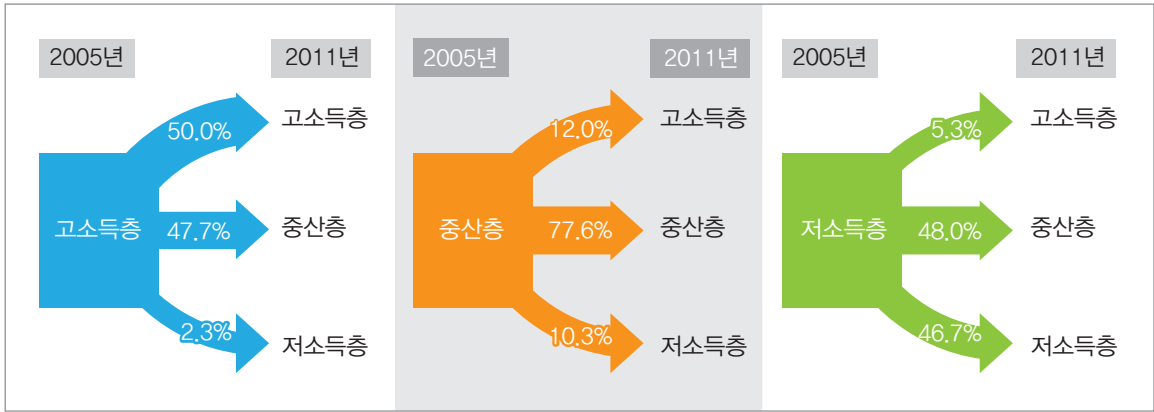 2005년 2011년
고소득층
50.0%
고소득층 47.7% 중산층
2.3%
저소득층
2005년 2011년
고소득층
12.0%
중산층 77.6% 중산층
10.3%
저소득층
2005년 2011년
고소득층
5.3%
저소득층 48.0% 중산층
46.7%
저소득층